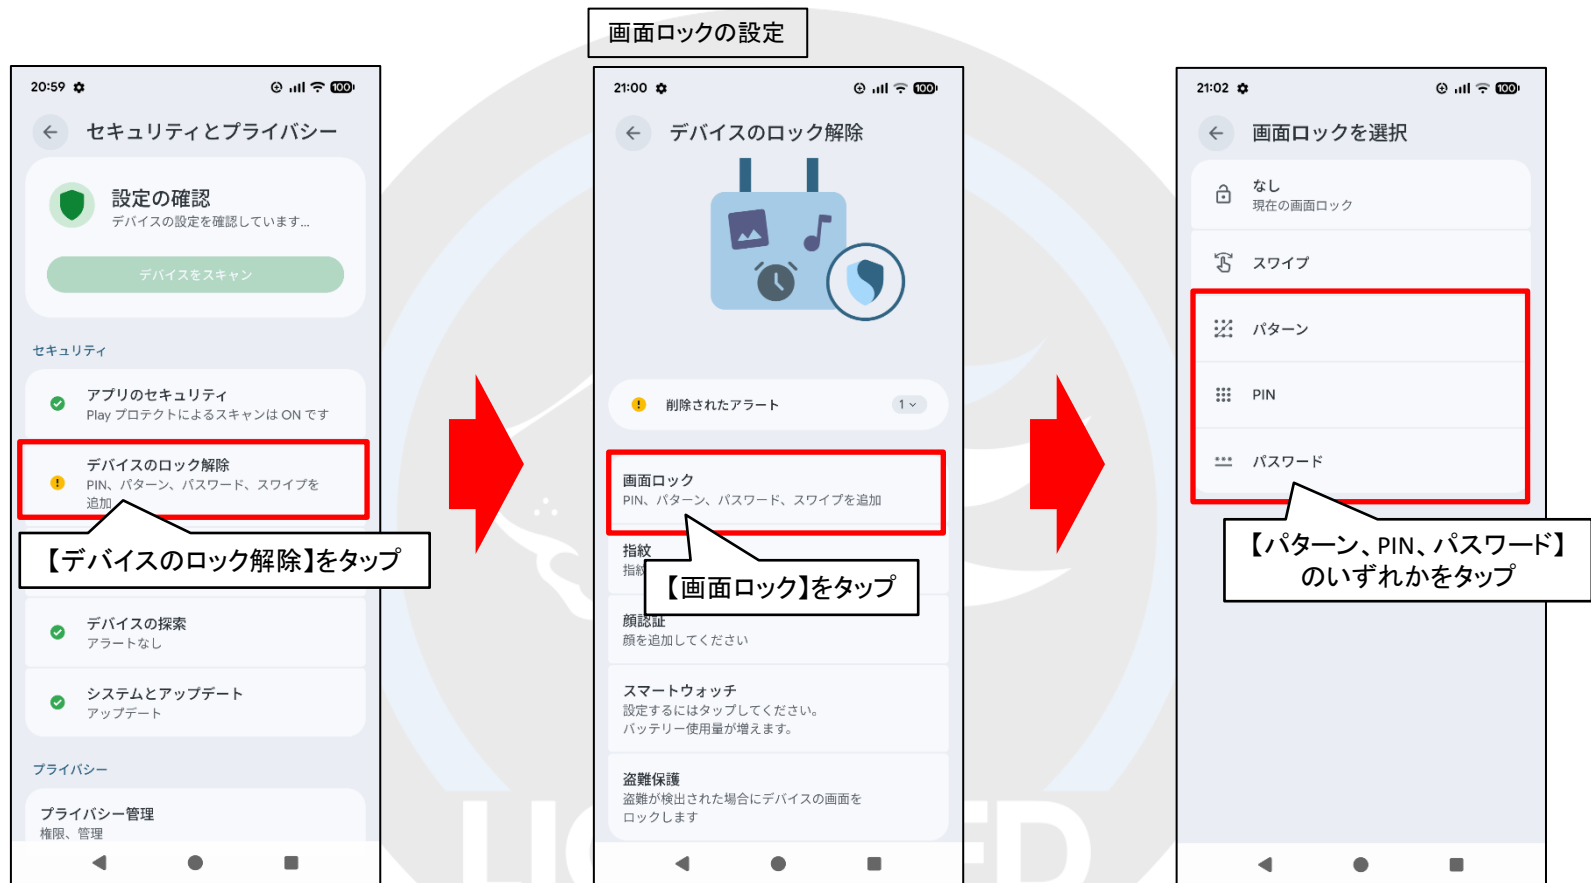 画面ロックの設定
20:59
100
セキュリティとプライバシー
設定の確認
デバイスの設定を確認しています...
デバイスをスキャン
セキュリティ
アプリのセキュリティ
Play プロテクトによるスキャンは ON です
デバイスのロック解除
PIN、パターン、パスワード、スワイプを
追加
【デバイスのロック解除】をタップ
デバイスの探索
アラートなし
システムとアップデート
アップデート
プライバシー
プライバシー管理
権限、管理
21:00
100
デバイスのロック解除
削除されたアラート
1
画面ロック
PIN、パターン、パスワード、スワイプを追加
指紋
指紋
【画面ロック】をタップ
顔認証
顔を追加してください
スマートウォッチ
設定するにはタップしてください。
バッテリー使用量が増えます。
盗難保護
盗難が検出された場合にデバイスの画面を
ロックします
21:02
100
画面ロックを選択
なし
現在の画面ロック
スワイプ
パターン
PIN
パスワード
【パターン、PIN、パスワード】
のいずれかをタップ